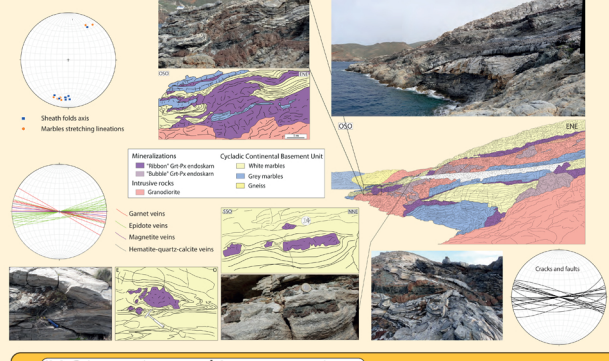 Sheath folds axis
Marbles stretching lineations
OSO
ENE
OSO
ENE
Mineralizations
"Ribbon" Grt-Px endoskarn
"Bubble" Grt-Px endoskarn
Intrusive rocks
Granodiorite
Cycladic Continental Basement Unit
White marbles
Grey marbles
Gneiss
Garnet veins
Epidote veins
Magnetite veins
Hematite-quartz-calcite veins
SSO
NNE
E
O
Cracks and faults